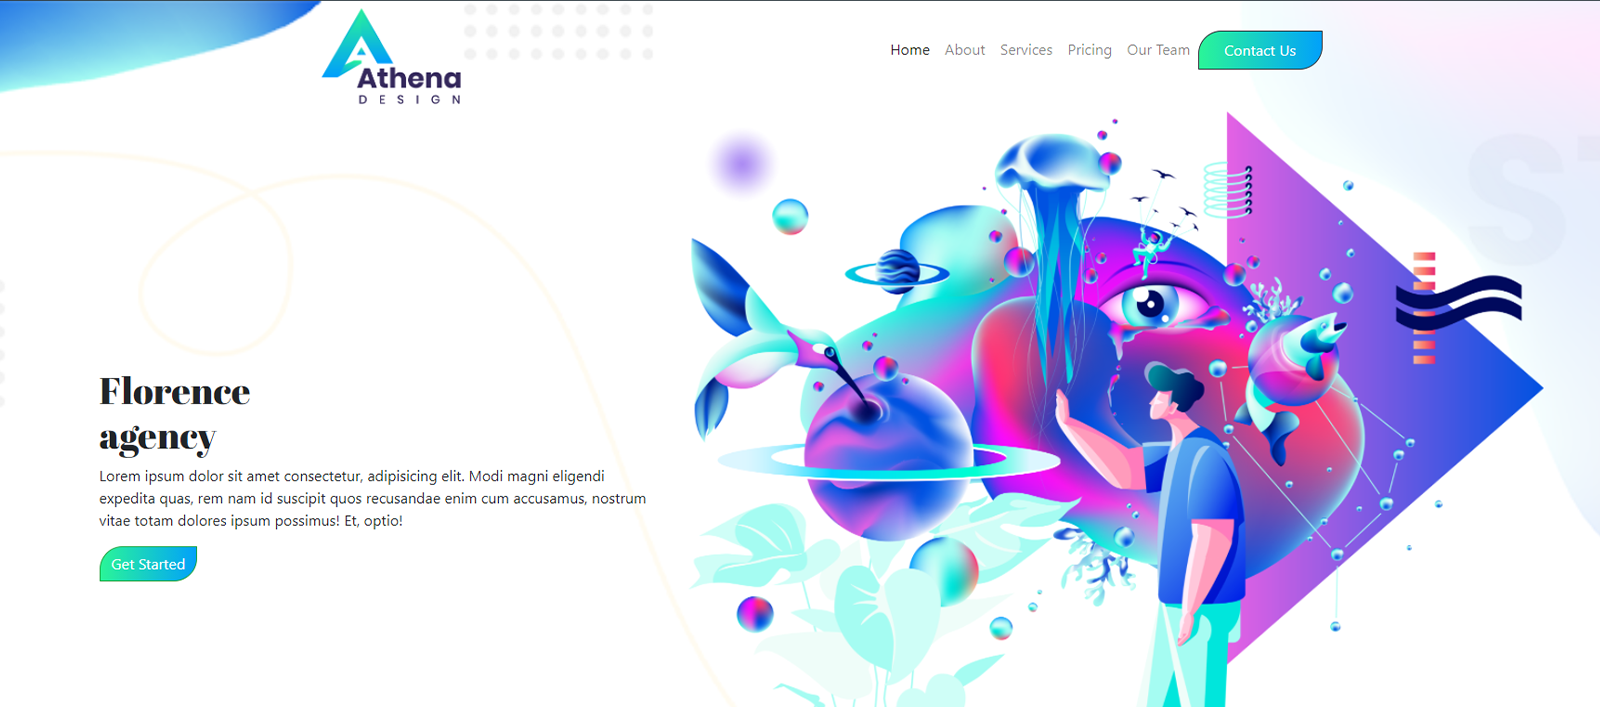 Athena
DESIGN
Home About Services Pricing Our Team Contact Us
Florence
agency
Lorem ipsum dolor sit amet consectetur, adipisicing elit. Modi magni eligendi
expedita quas, rem nam id suscipit quos recusandae enim cum accusamus, nostrum
vitae totam dolores ipsum possimus! Et, optio!
Get Started